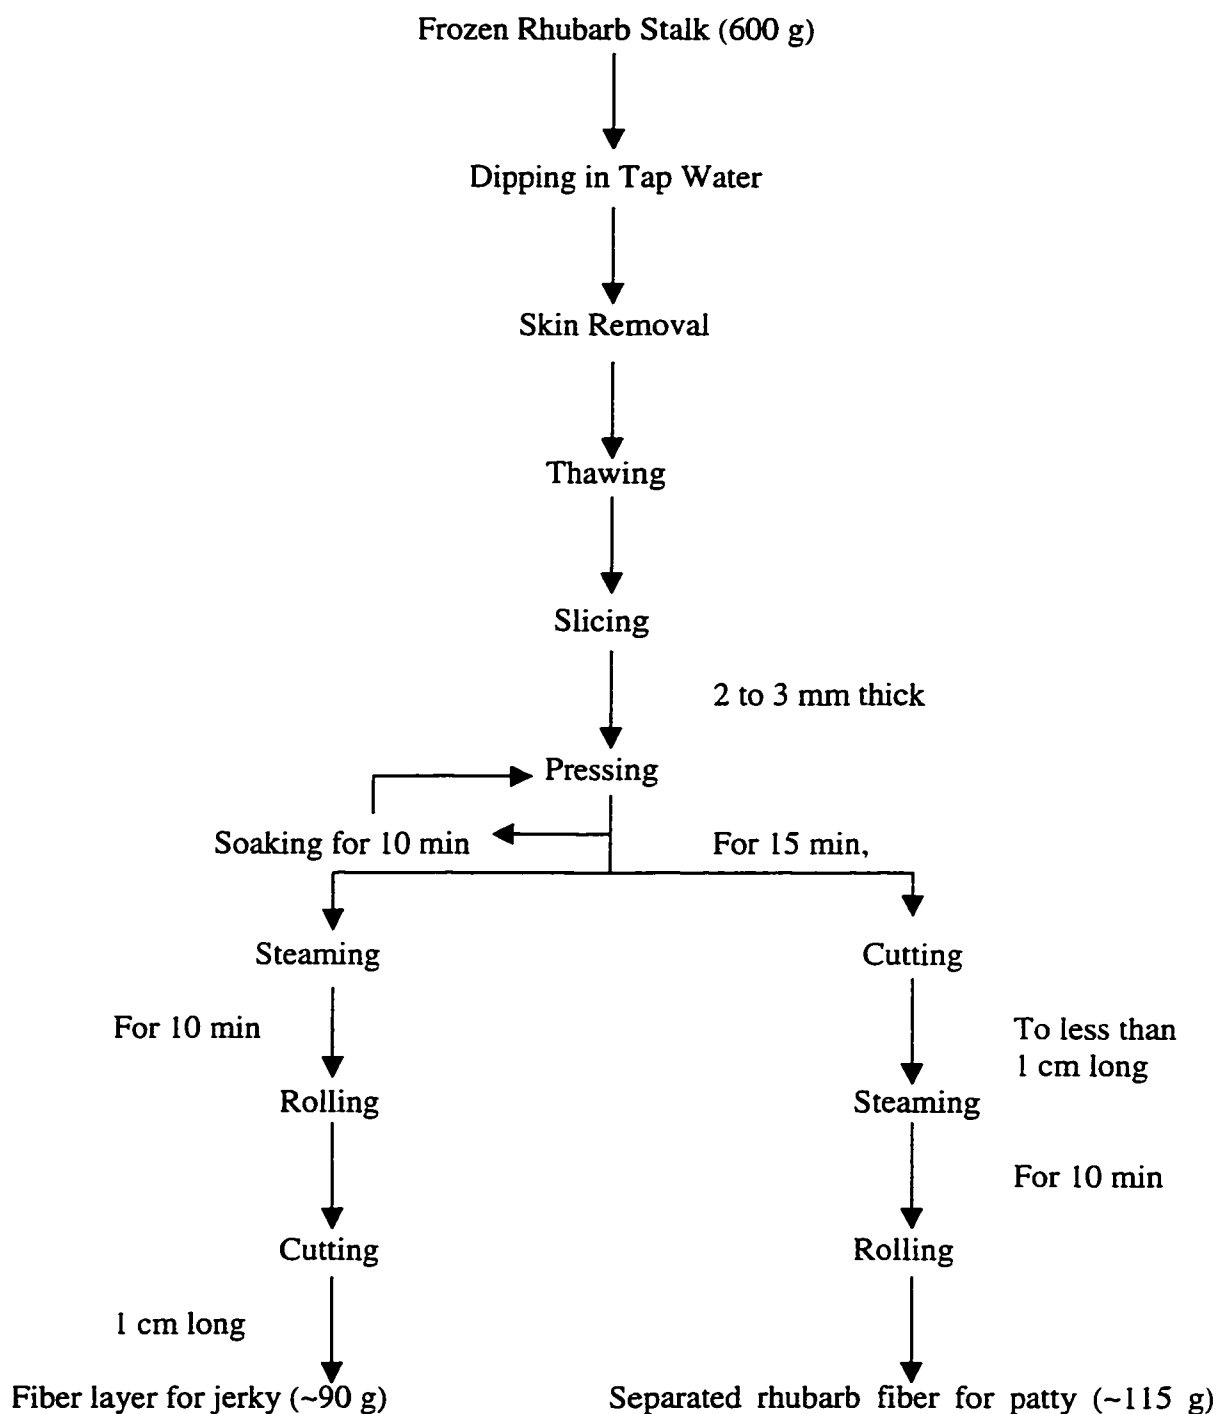 Frozen Rhubarb Stalk (600 g)
Dipping in Tap Water
Skin Removal
Thawing
Slicing
2 to 3 mm thick
Pressing
Soaking for 10 min
For 15 min,
Steaming
Cutting
For 10 min
To less than
1 cm long
Rolling
Steaming
For 10 min
Cutting
Rolling
1 cm long
Fiber layer for jerky (~90 g)
Separated rhubarb fiber for patty (~115 g)